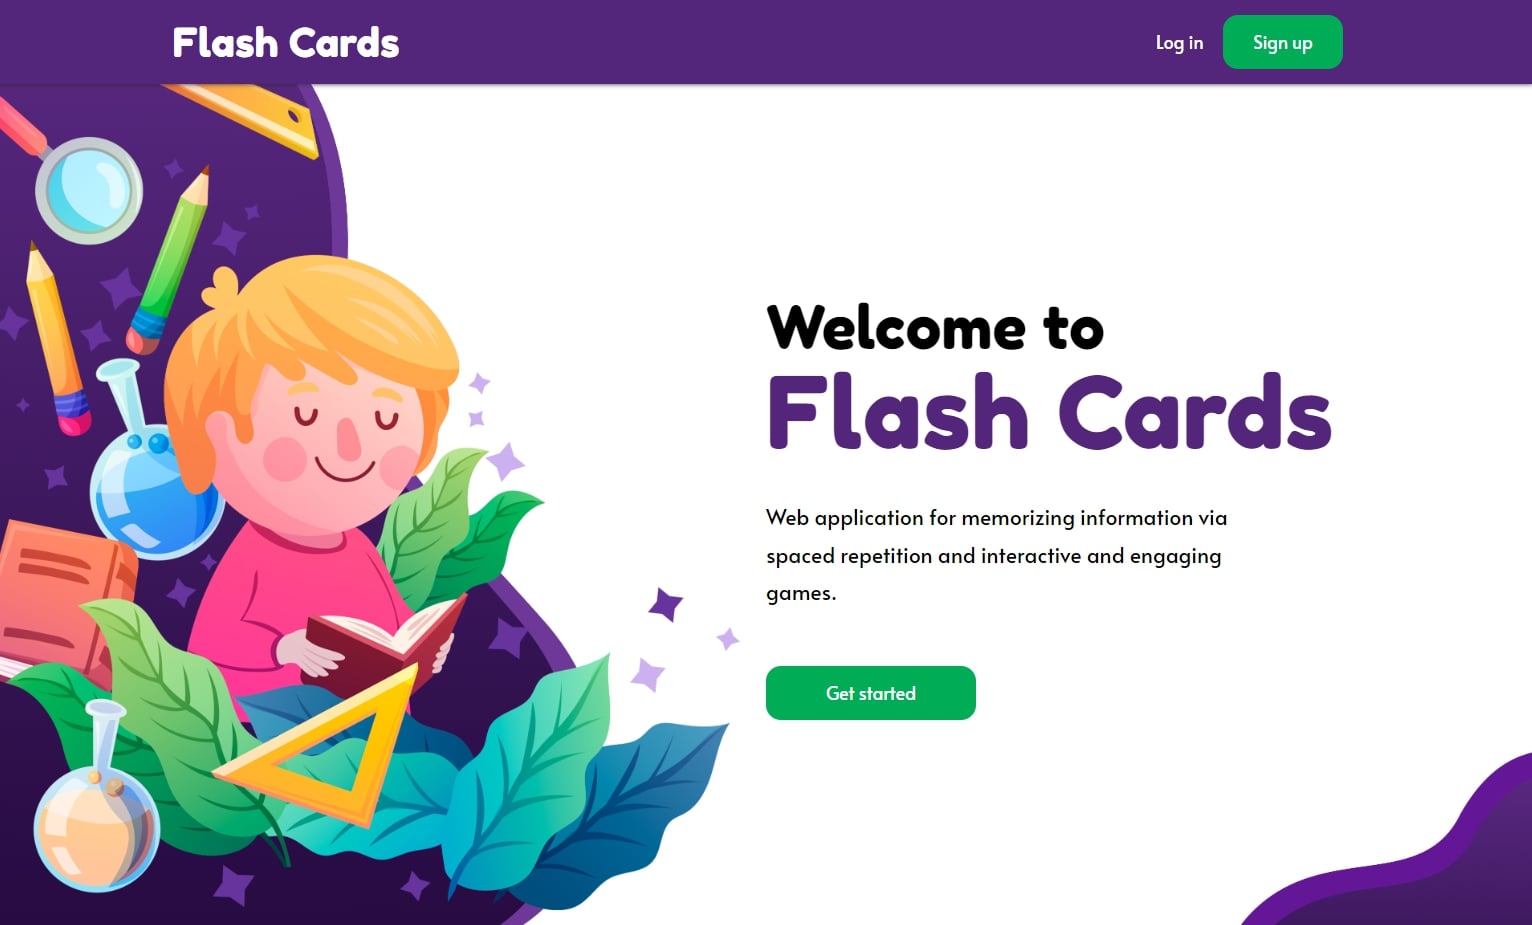 Flash Cards
Log in
Sign up
Welcome to
Flash Cards
Web application for memorizing information via
spaced repetition and interactive and engaging
games.
Get started